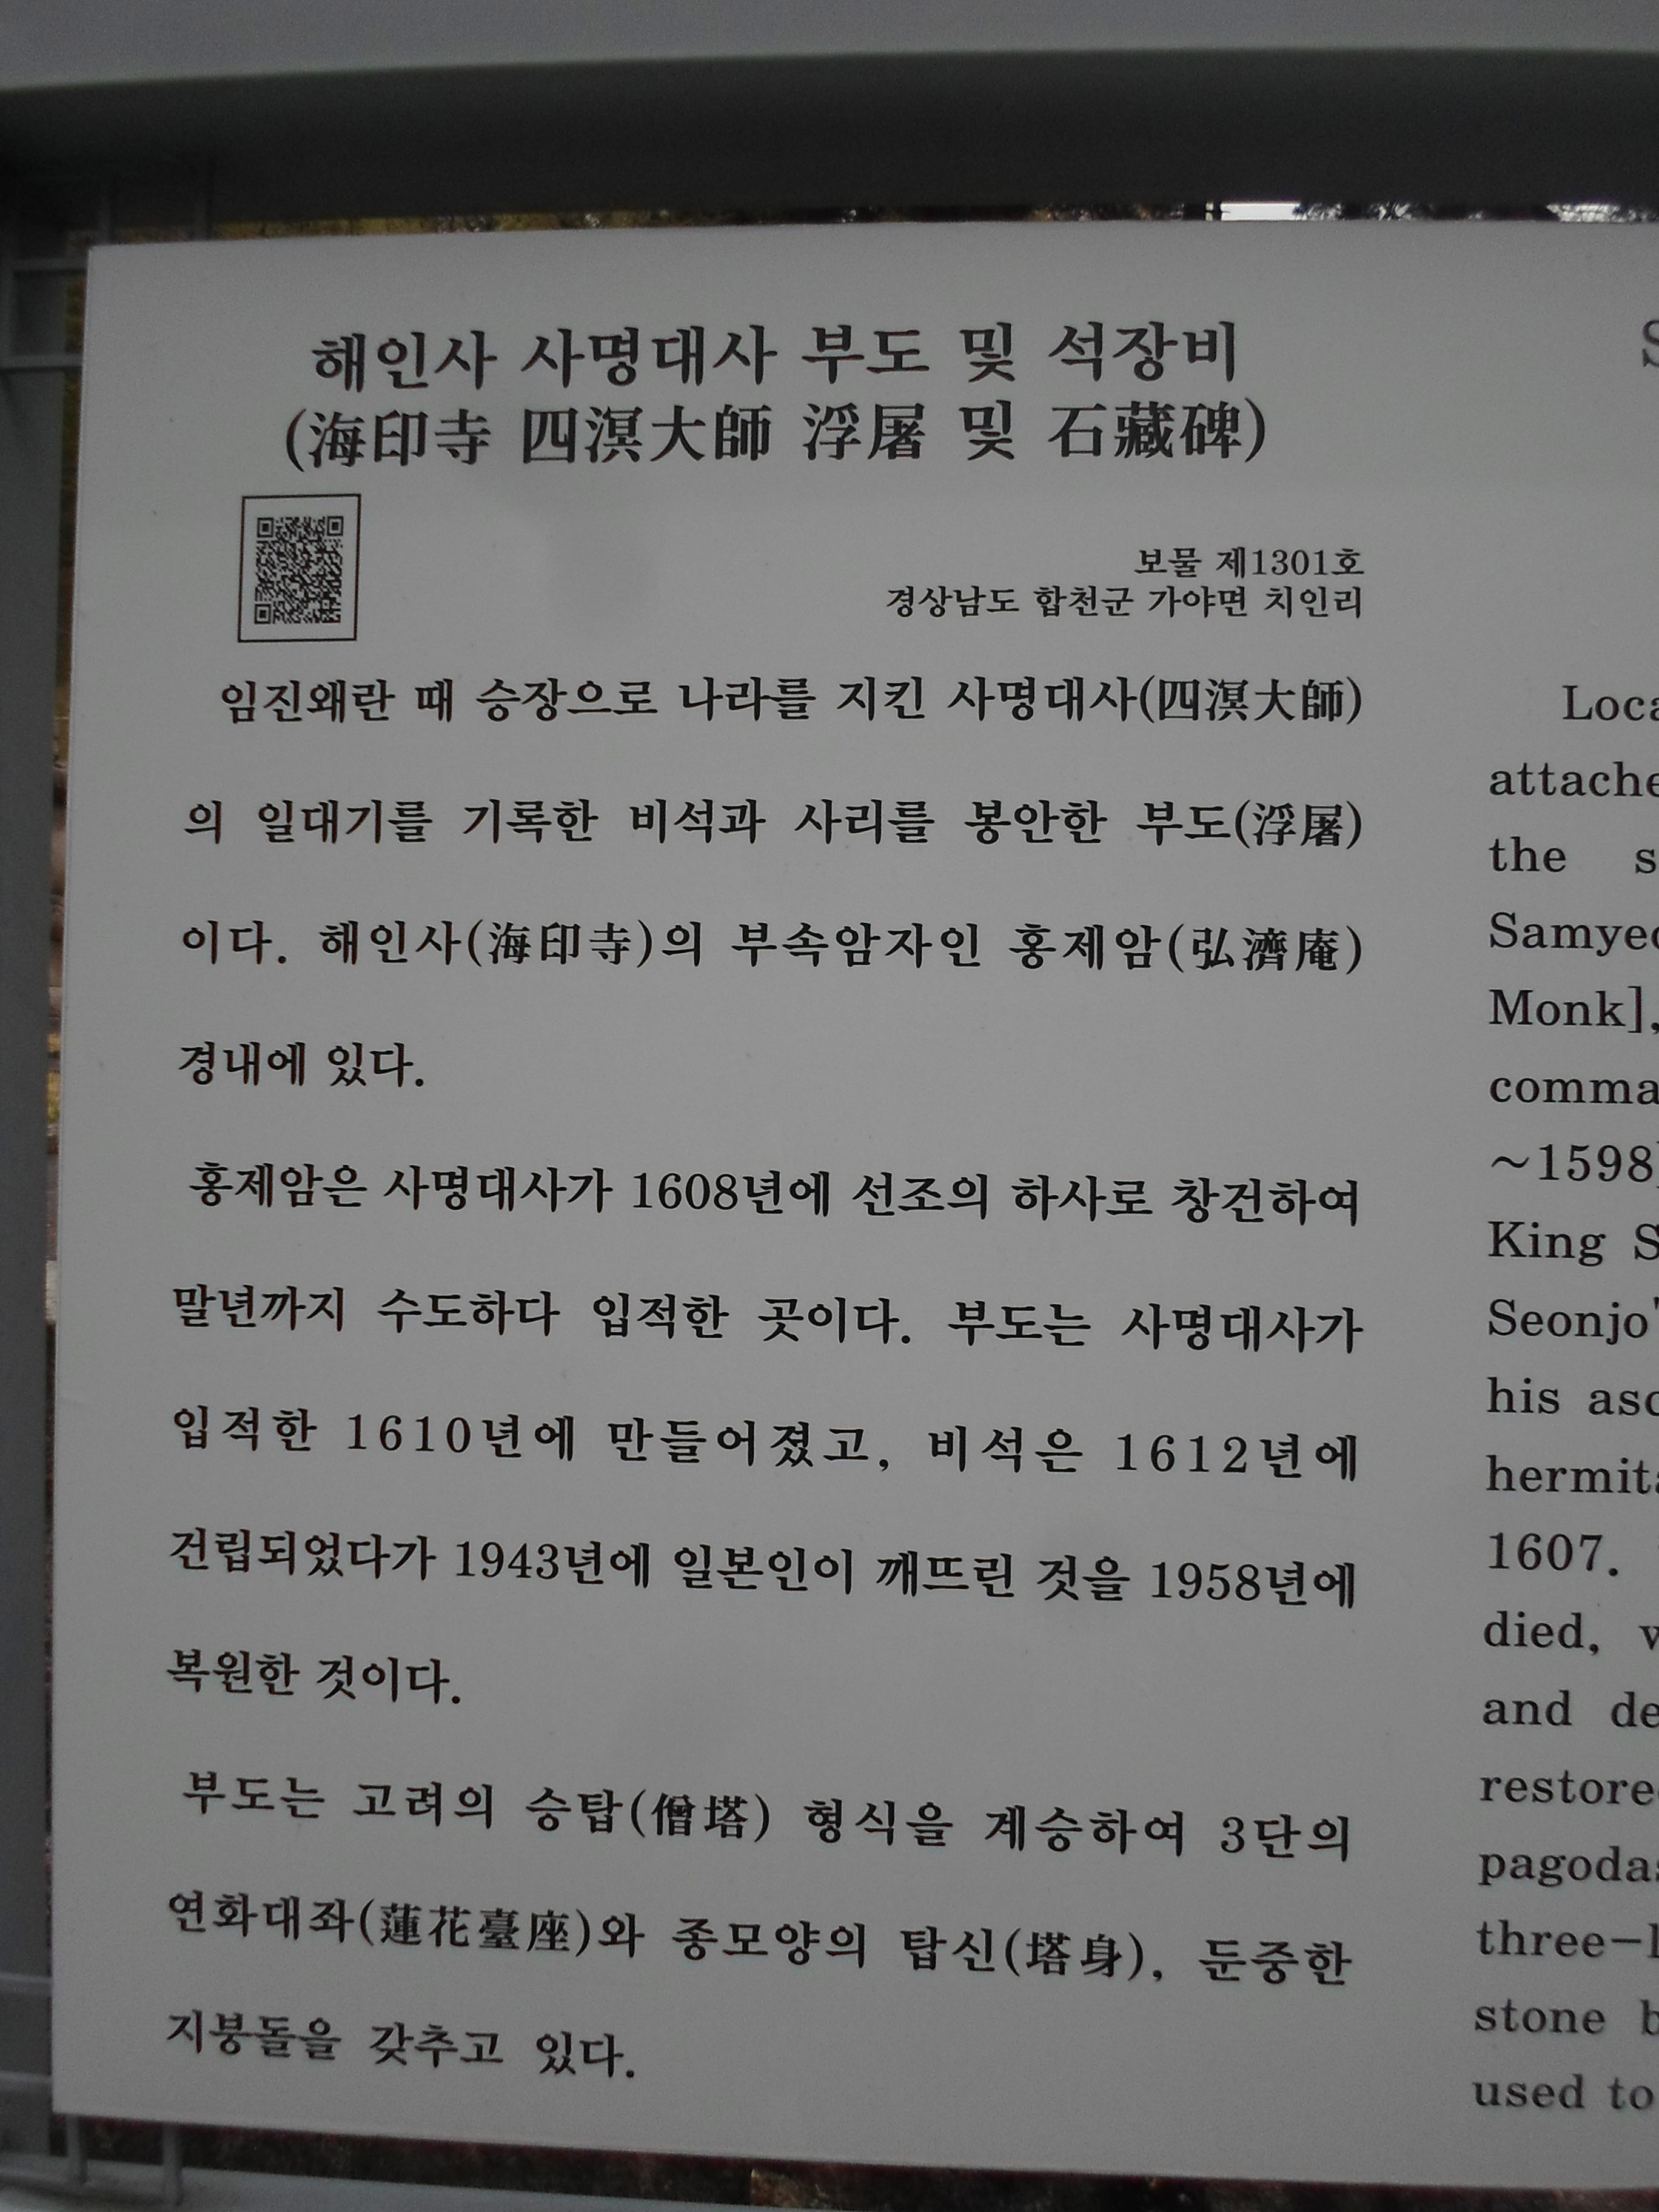 해인사 사명대사 부도 및 석장비
(海印寺 四溟大師 浮屠 및 石藏碑)
보물 제1301호
경상남도 합천군 가야면 치인리
임진왜란 때 승장으로 나라를 지킨 사명대사(四溟大師)
의 일대기를 기록한 비석과 사리를 봉안한 부도(浮屠)
이다. 해인사(海印寺)의 부속암자인 홍제암(弘濟庵)
경내에 있다.
홍제암은 사명대사가 1608년에 선조의 하사로 창건하여
말년까지 수도하다 입적한 곳이다. 부도는 사명대사가
입적한 1610년에 만들어졌고, 비석은 1612년에
건립되었다가 1943년에 일본인이 깨뜨린 것을 1958년에
복원한 것이다.
부도는 고려의 승탑(僧塔) 형식을 계승하여 3단의
연화대좌(蓮花臺座)와 종모양의 탑신(塔身), 둔중한
지붕돌을 갖추고 있다.
the
Monk],
~1598
King S
Seonjo'
his
1607.
died,
and
three-l
stone b
used to